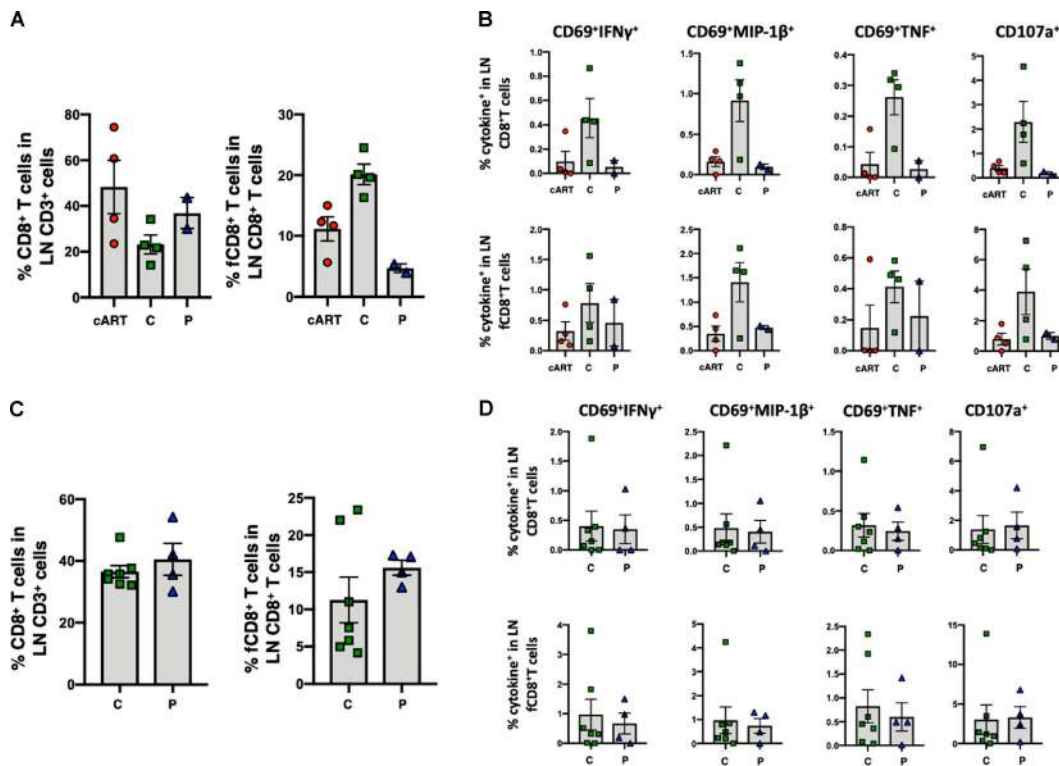 A
% CD8⁺ T cells in
LN CD3⁺ cells
80
60
40
20
0
cART C P
% fCD8⁺ T cells in
LN CD8⁺ T cells
30
20
10
0
cART C P
B
CD69⁺IFNγ⁺ CD69⁺MIP-1β⁺ CD69⁺TNF⁺ CD107a⁺
% cytokine⁺ in LN
CD8⁺T cells
1.0
0.8
0.6
0.4
0.2
0.0
cART C P
1.5
1.0
0.5
0.0
cART C P
0.4
0.3
0.2
0.1
0.0
cART C P
6
5
4
3
2
1
0
cART C P
% cytokine⁺ in LN
fCD8⁺T cells
2.0
1.5
1.0
0.5
0.0
cART C P
2.5
2.0
1.5
1.0
0.5
0.0
cART C P
0.8
0.6
0.4
0.2
0.0
cART C P
8
6
4
2
0
cART C P
C
% CD8⁺ T cells in
LN CD3⁺ cells
60
40
20
0
C P
% fCD8⁺ T cells in
LN CD8⁺ T cells
25
20
15
10
5
0
C P
D
CD69⁺IFNγ⁺ CD69⁺MIP-1β⁺ CD69⁺TNF⁺ CD107a⁺
% cytokine⁺ in LN
CD8⁺T cells
2.0
1.5
1.0
0.5
0.0
C P
2.5
2.0
1.5
1.0
0.5
0.0
C P
1.5
1.0
0.5
0.0
C P
8
6
4
2
0
C P
% cytokine⁺ in LN
fCD8⁺T cells
4
3
2
1
0
C P
5
4
3
2
1
0
C P
2.5
2.0
1.5
1.0
0.5
0.0
C P
15
10
5
0
C P